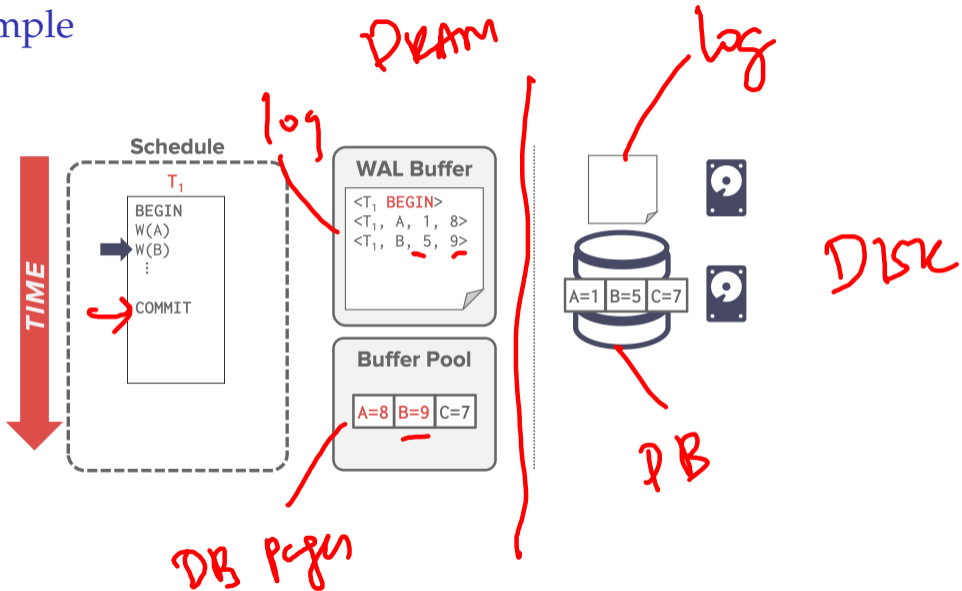 mple
DRAM
log
log
Schedule
T1
BEGIN
W(A)
W(B)
⋮
COMMIT
TIME
WAL Buffer
<T1 BEGIN>
<T1, A, 1, 8>
<T1, B, 5, 9>
Buffer Pool
A=8 B=9 C=7
A=1 B=5 C=7
DISK
DB
DB Pages